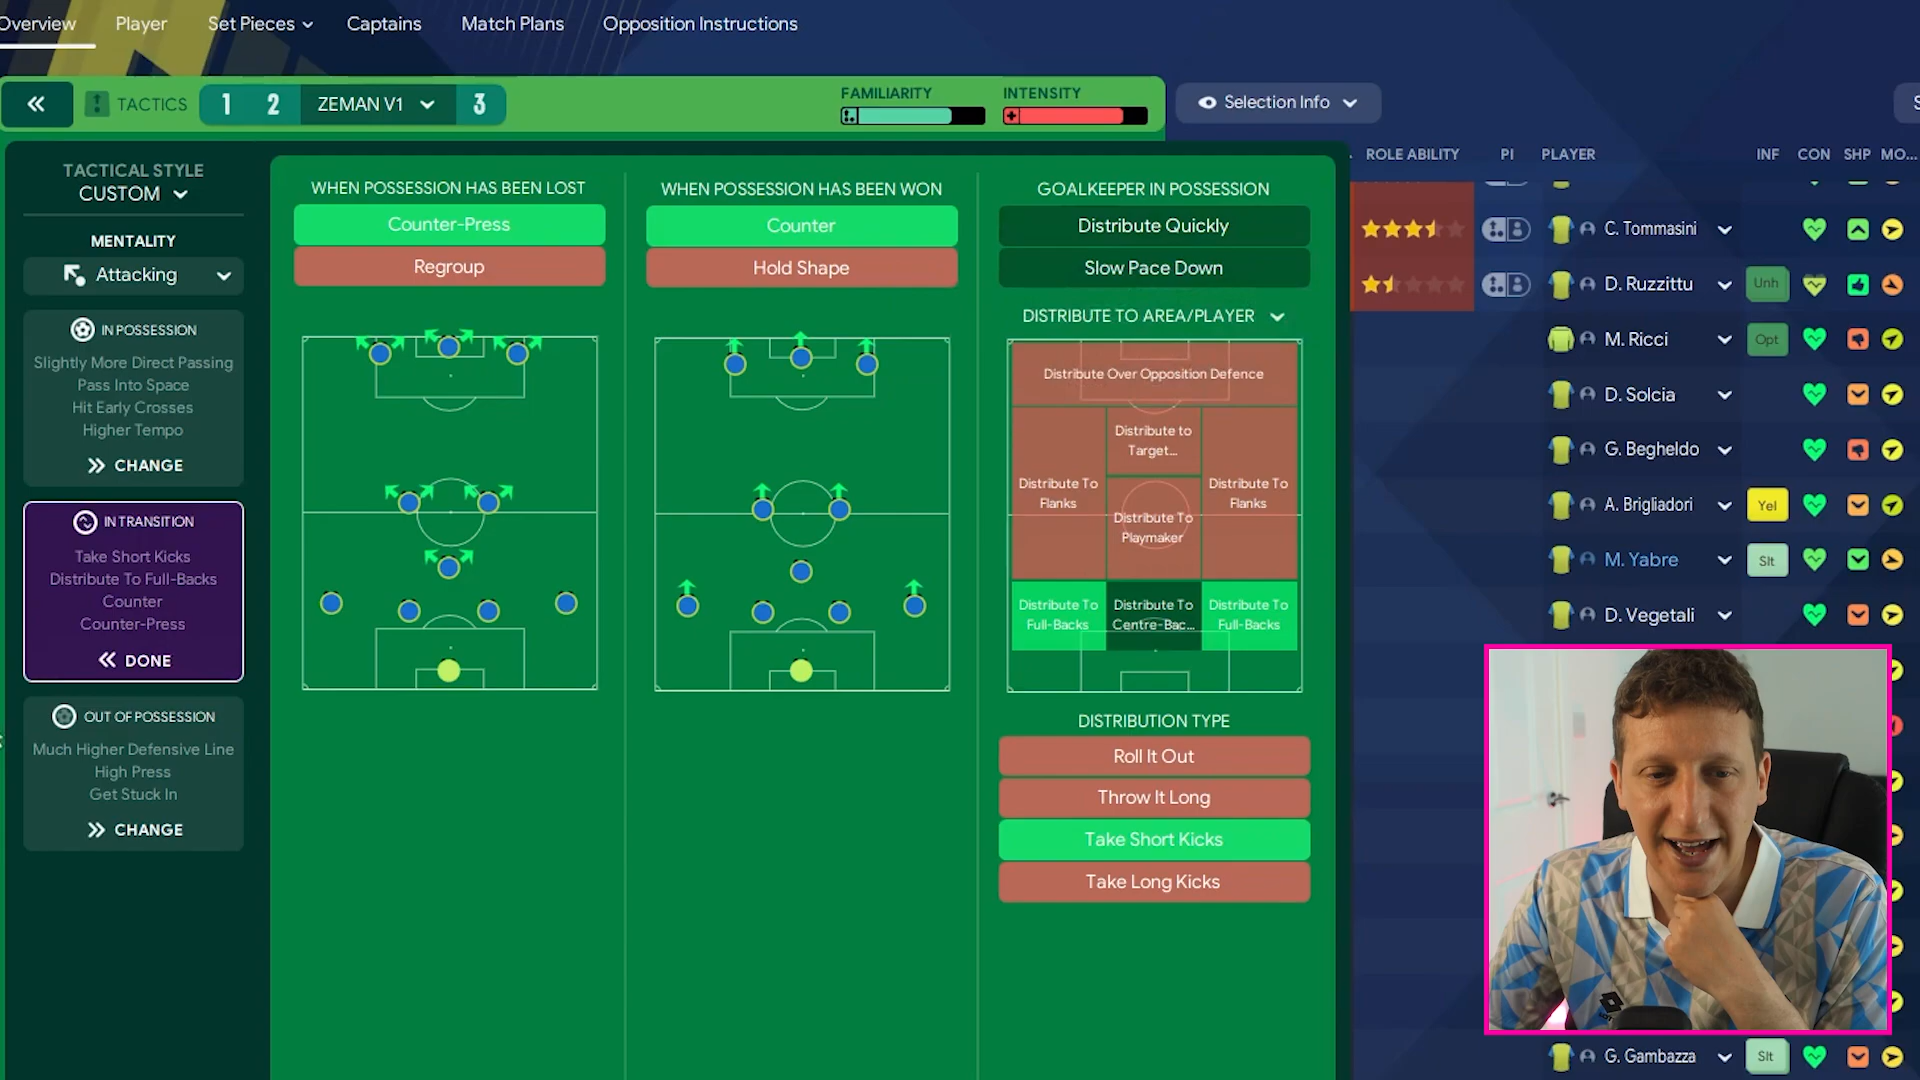 Overview
Player
Set Pieces
Captains
Match Plans
Opposition Instructions
TACTICS
1
2
ZEMAN V1
3
FAMILIARITY
INTENSITY
Selection Info
S
TACTICAL STYLE
CUSTOM
MENTALITY
Attacking
IN POSSESSION
Slightly More Direct Passing
Pass Into Space
Hit Early Crosses
Higher Tempo
CHANGE
IN TRANSITION
Take Short Kicks
Distribute To Full-Backs
Counter
Counter-Press
DONE
OUT OF POSSESSION
Much Higher Defensive Line
High Press
Get Stuck In
CHANGE
WHEN POSSESSION HAS BEEN LOST
Counter-Press
Regroup
WHEN POSSESSION HAS BEEN WON
Counter
Hold Shape
GOALKEEPER IN POSSESSION
Distribute Quickly
Slow Pace Down
DISTRIBUTE TO AREA/PLAYER
Distribute Over Opposition Defence
Distribute to
Target...
Distribute To
Flanks
Distribute To
Playmaker
Distribute To
Flanks
Distribute To
Full-Backs
Distribute To
Centre-Bac...
Distribute To
Full-Backs
DISTRIBUTION TYPE
Roll It Out
Throw It Long
Take Short Kicks
Take Long Kicks
ROLE ABILITY PI PLAYER INF CON SHP MO...
C. Tommasini
D. Ruzzittu Unh
M. Ricci Opt
D. Solcia
G. Begheldo
A. Brigliadori Yel
M. Yabre Slt
D. Vegetali
G. Gambazza Slt